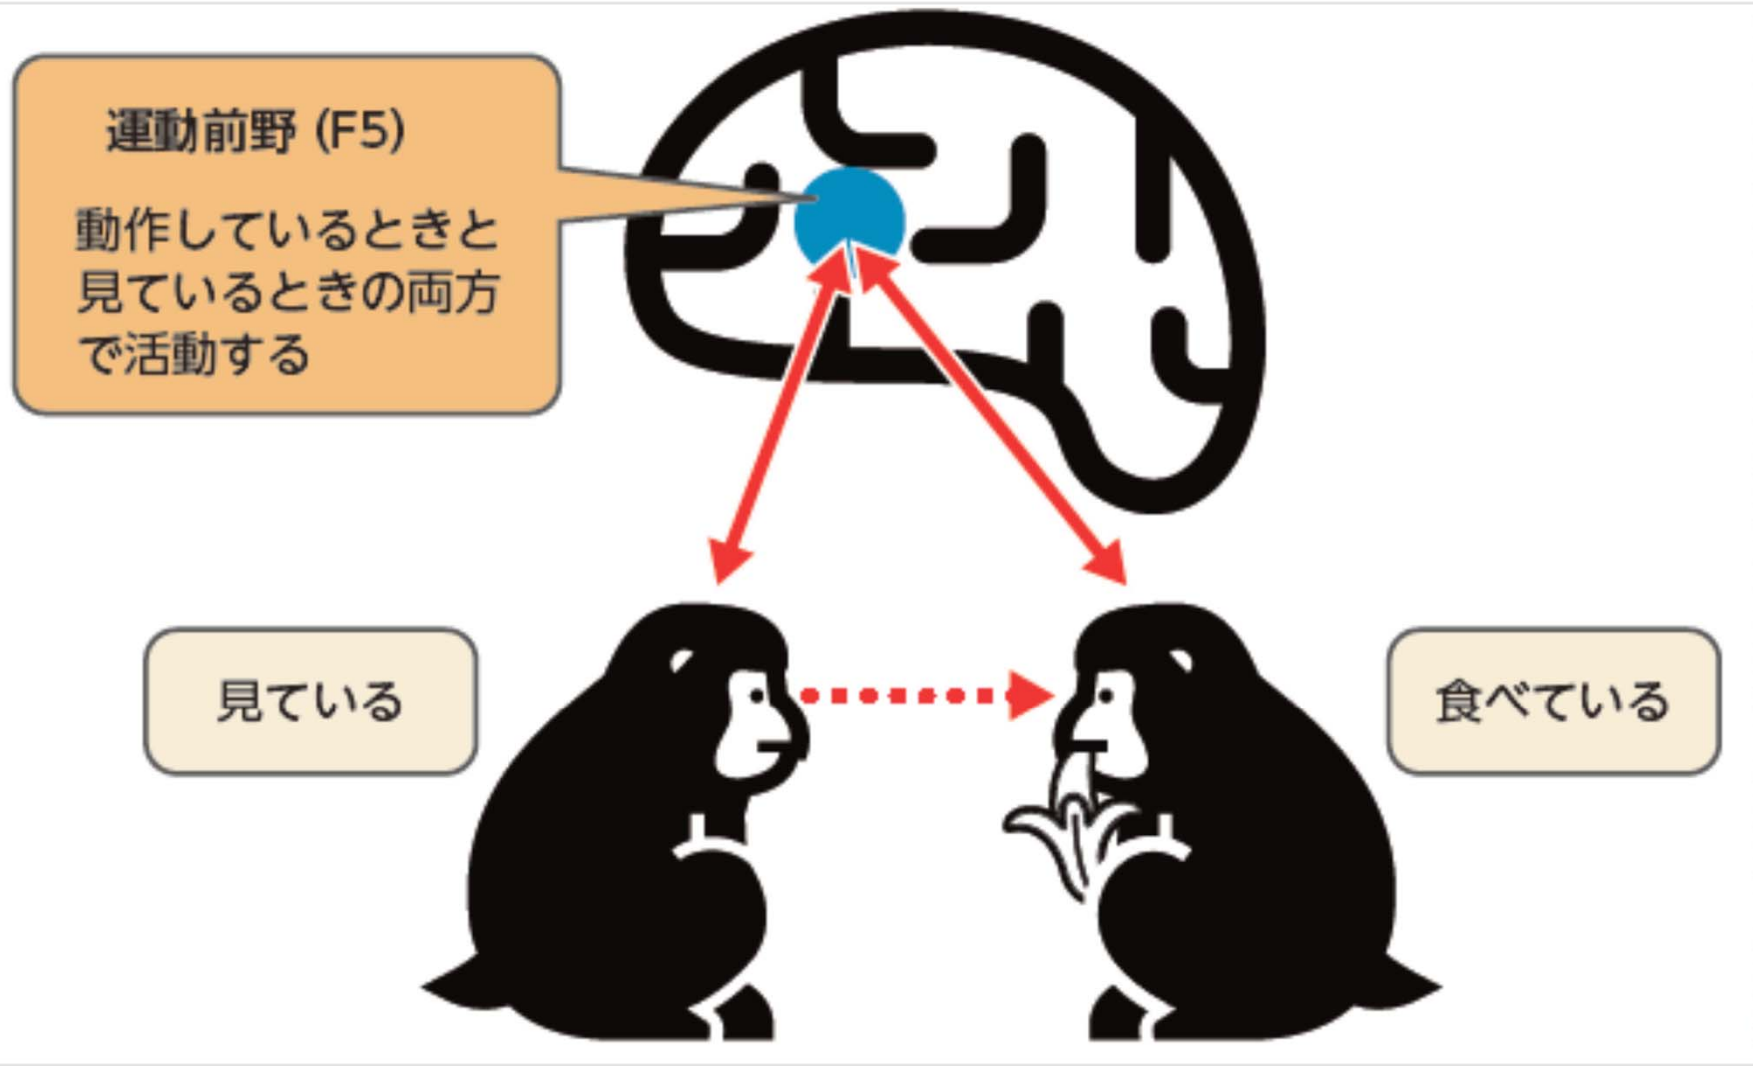 運動前野 (F5)
動作しているときと
見ているときの両方
で活動する
見ている
食べている